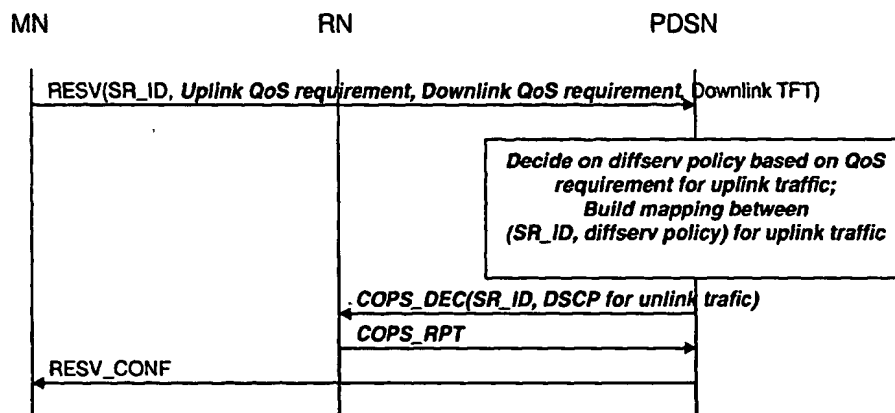 MN
RN
PDSN
RESV(SR_ID, Uplink QoS requirement, Downlink QoS requirement, Downlink TFT)
Decide on diffserv policy based on QoS
requirement for uplink traffic;
Build mapping between
(SR_ID, diffserv policy) for uplink traffic
COPS_DEC(SR_ID, DSCP for unlink trafic)
COPS_RPT
RESV_CONF